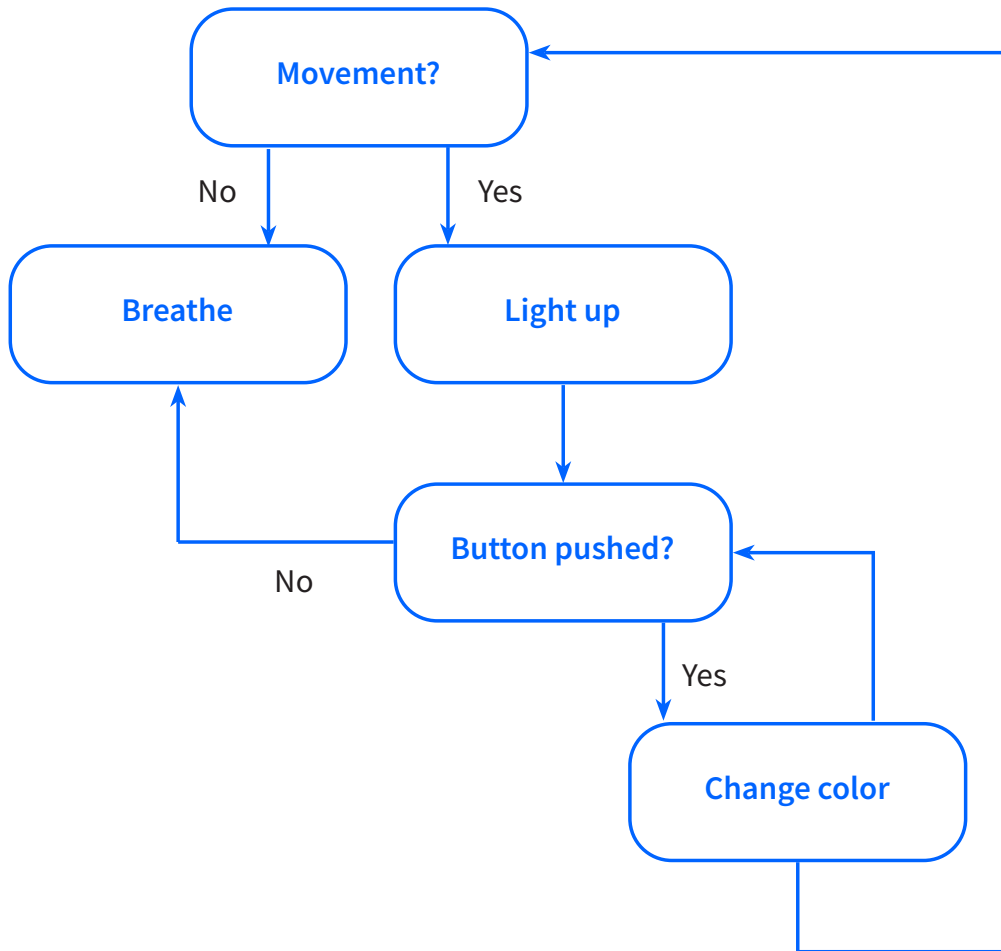 Movement?
No
Yes
Breathe
Light up
Button pushed?
No
Yes
Change color